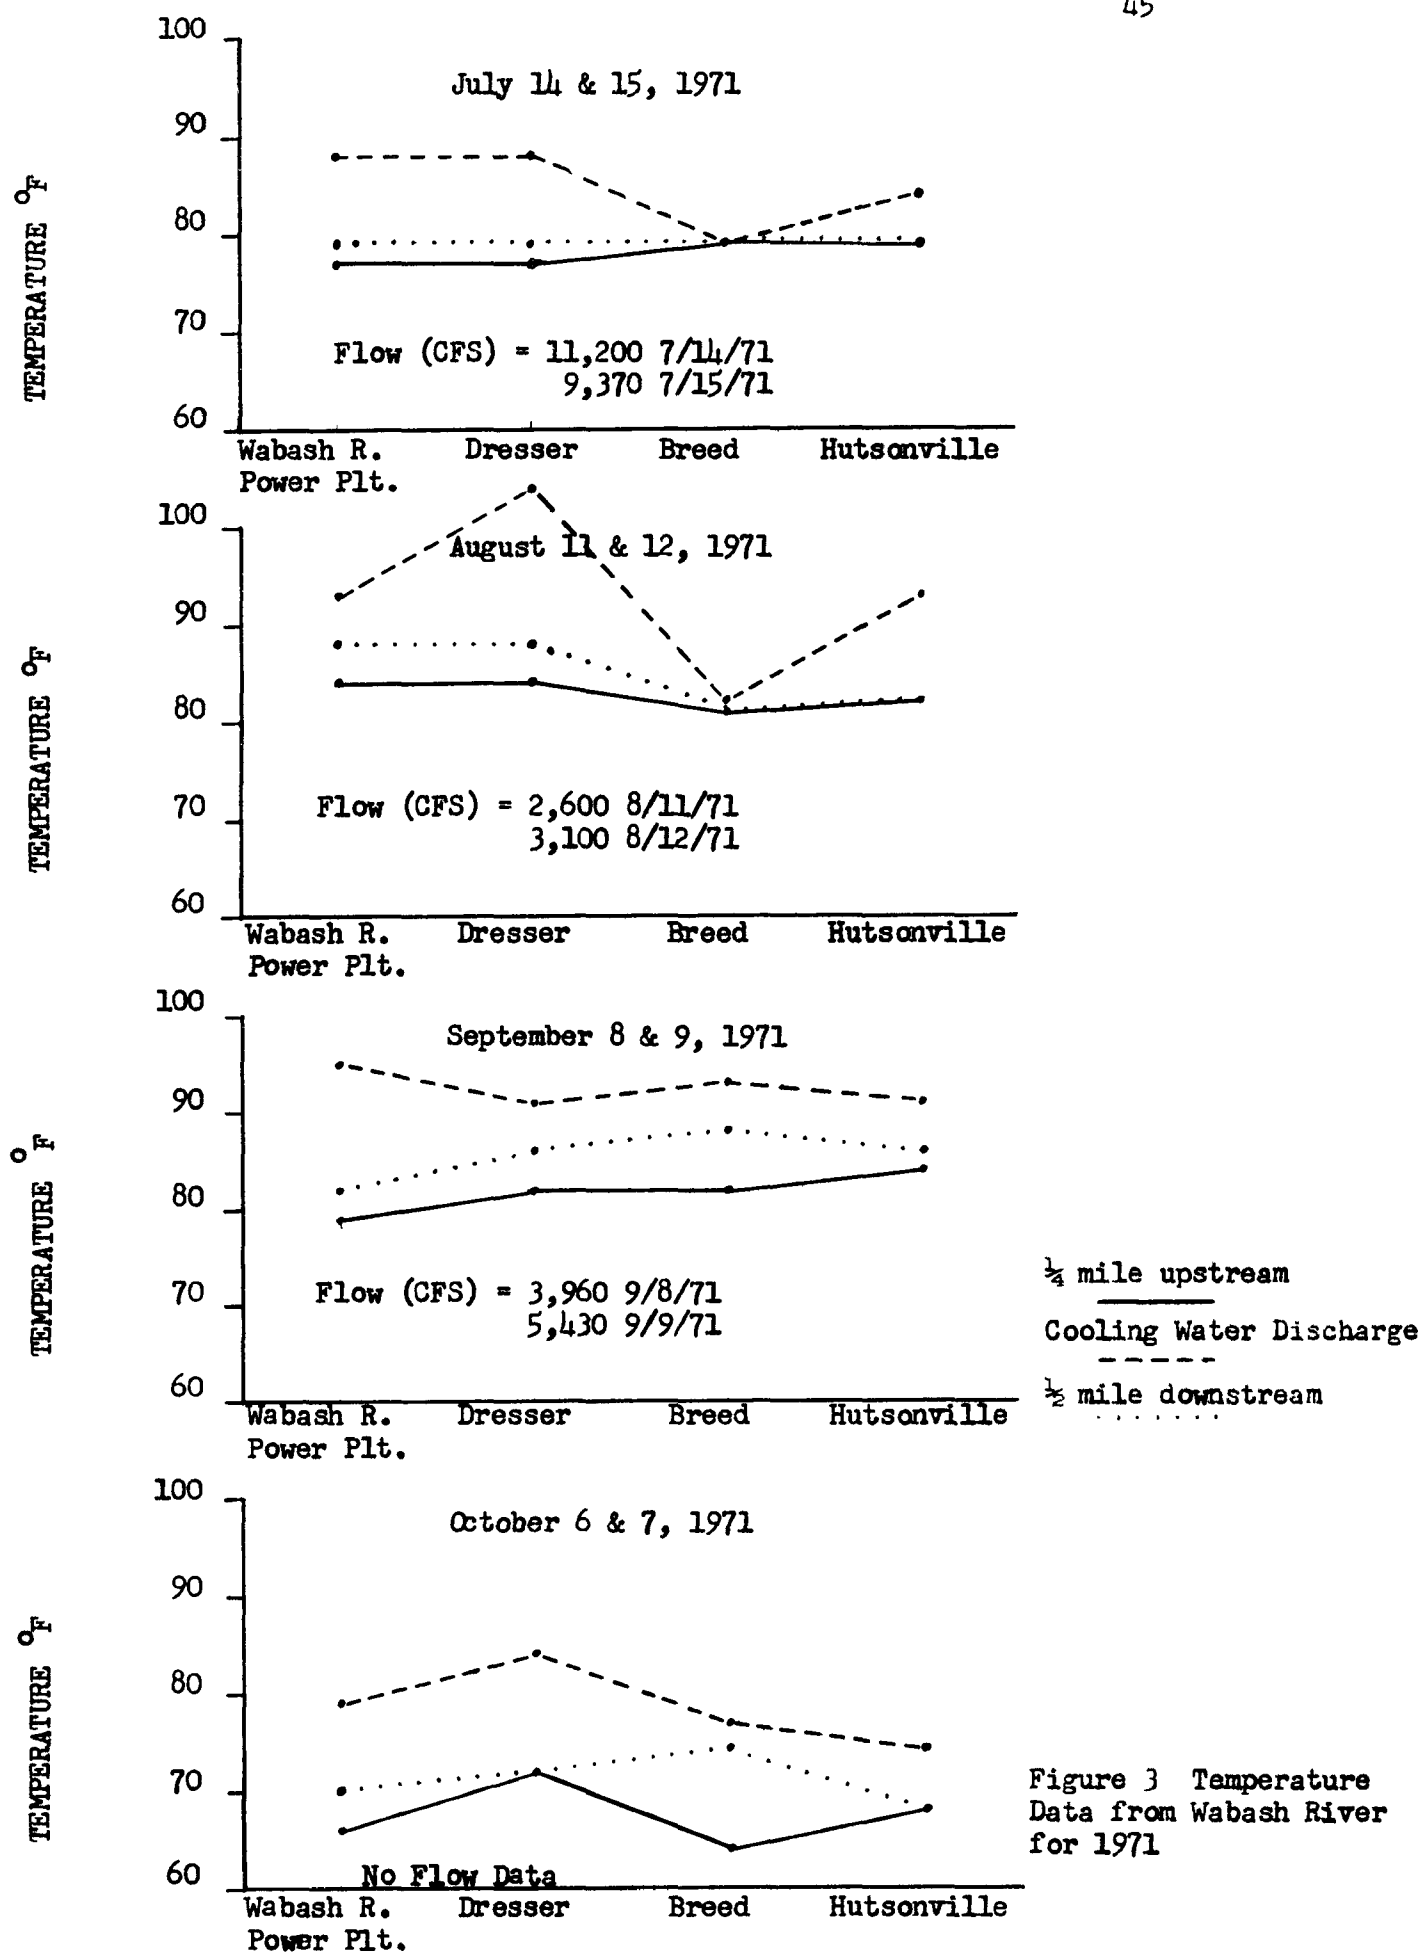 45
100
July 14 & 15, 1971
90
80
70
60
TEMPERATURE °F
Flow (CFS) = 11,200 7/14/71
9,370 7/15/71
Wabash R. Dresser Breed Hutsonville
Power Plt.
100
August 11 & 12, 1971
90
80
70
60
TEMPERATURE °F
Flow (CFS) = 2,600 8/11/71
3,100 8/12/71
Wabash R. Dresser Breed Hutsonville
Power Plt.
100
September 8 & 9, 1971
90
80
70
60
TEMPERATURE °F
Flow (CFS) = 3,960 9/8/71
5,430 9/9/71
Wabash R. Dresser Breed Hutsonville
Power Plt.
¼ mile upstream
Cooling Water Discharge
½ mile downstream
100
October 6 & 7, 1971
90
80
70
60
TEMPERATURE °F
No Flow Data
Wabash R. Dresser Breed Hutsonville
Power Plt.
Figure 3 Temperature
Data from Wabash River
for 1971